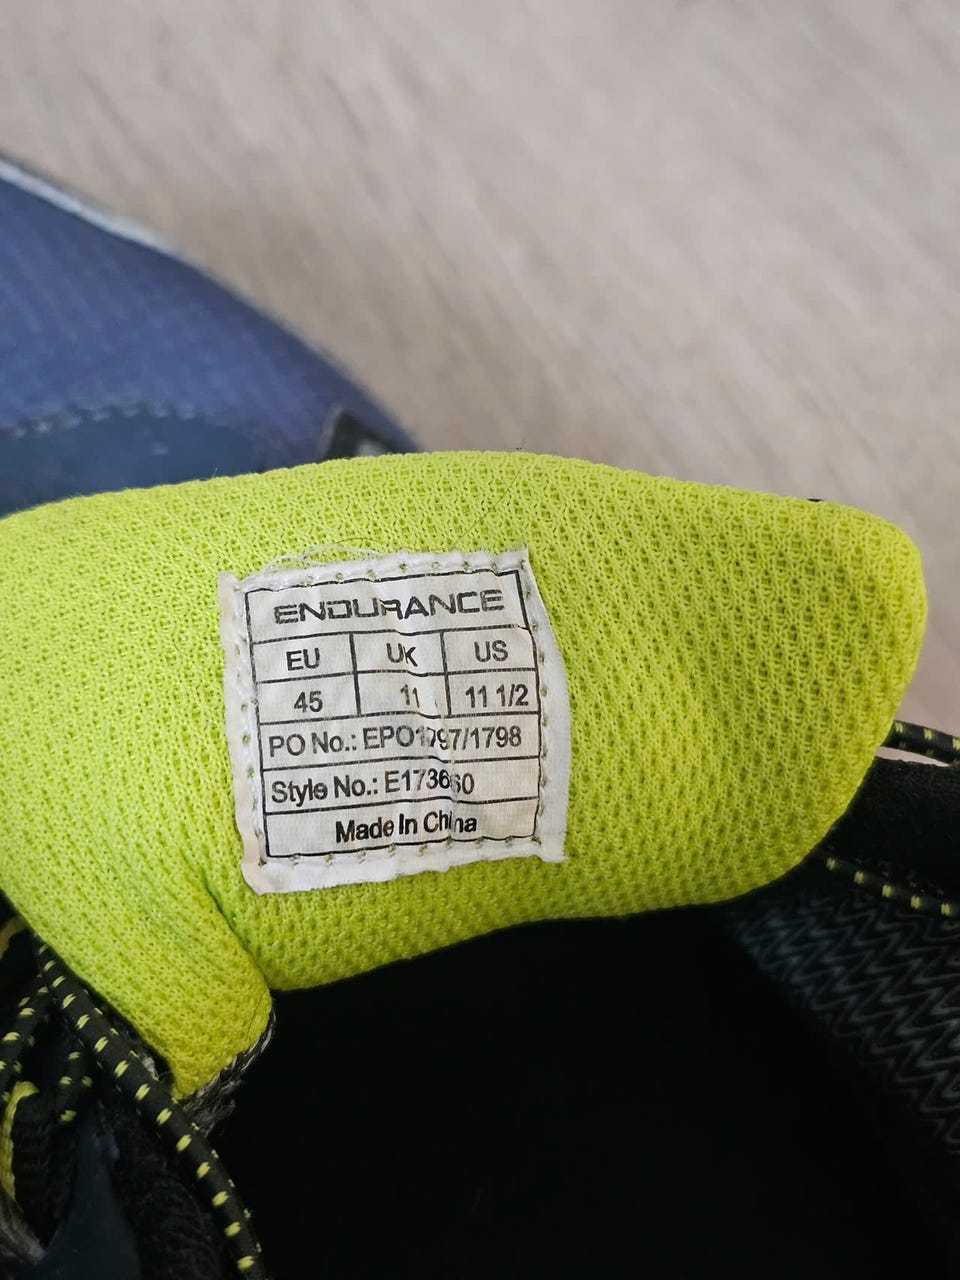 ENDURANCE
EU UK US
45 11 11 1/2
PO No.: EPO1797/1798
Style No.: E173660
Made In China